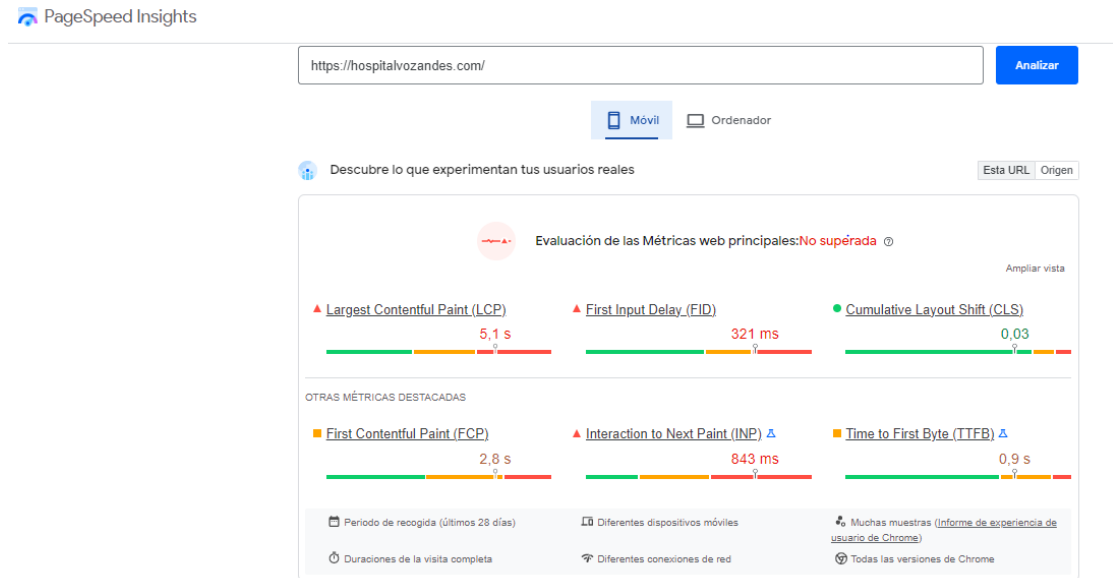 PageSpeed Insights
https://hospitalvozandes.com/
Analizar
Móvil
Ordenador
Descubre lo que experimentan tus usuarios reales
Esta URL
Origen
Evaluación de las Métricas web principales:No superada
Ampliar vista
Largest Contentful Paint (LCP)
5,1 s
First Input Delay (FID)
321 ms
Cumulative Layout Shift (CLS)
0,03
OTRAS MÉTRICAS DESTACADAS
First Contentful Paint (FCP)
2,8 s
Interaction to Next Paint (INP)
843 ms
Time to First Byte (TTFB)
0,9 s
Periodo de recogida (últimos 28 días)
Diferentes dispositivos móviles
Muchas muestras (Informe de experiencia de
usuario de Chrome)
Duraciones de la visita completa
Diferentes conexiones de red
Todas las versiones de Chrome